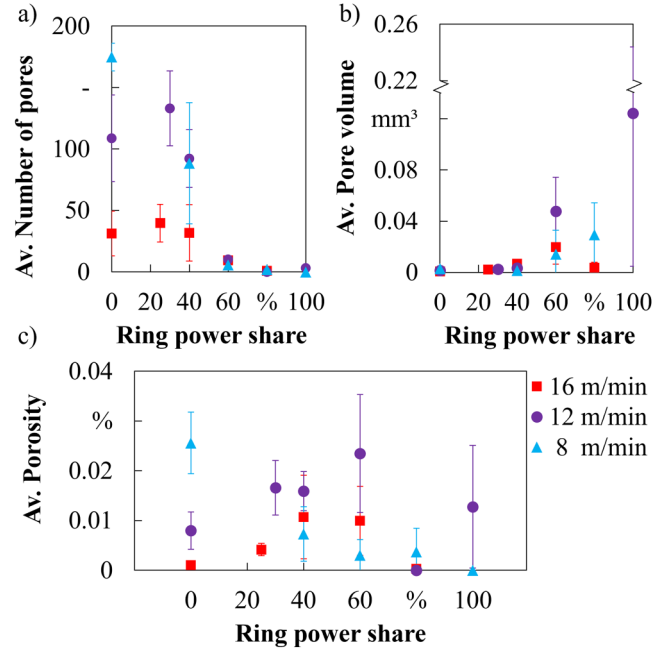 a)
200
-
100
50
0
Av. Number of pores
0 20 40 60 % 100
Ring power share
b)
0.26
0.22
mm³
0.08
0.04
0
Av. Pore volume
0 20 40 60 % 100
Ring power share
c)
0.04
%
0.02
0.01
0
Av. Porosity
0 20 40 60 % 100
Ring power share
16 m/min
12 m/min
8 m/min